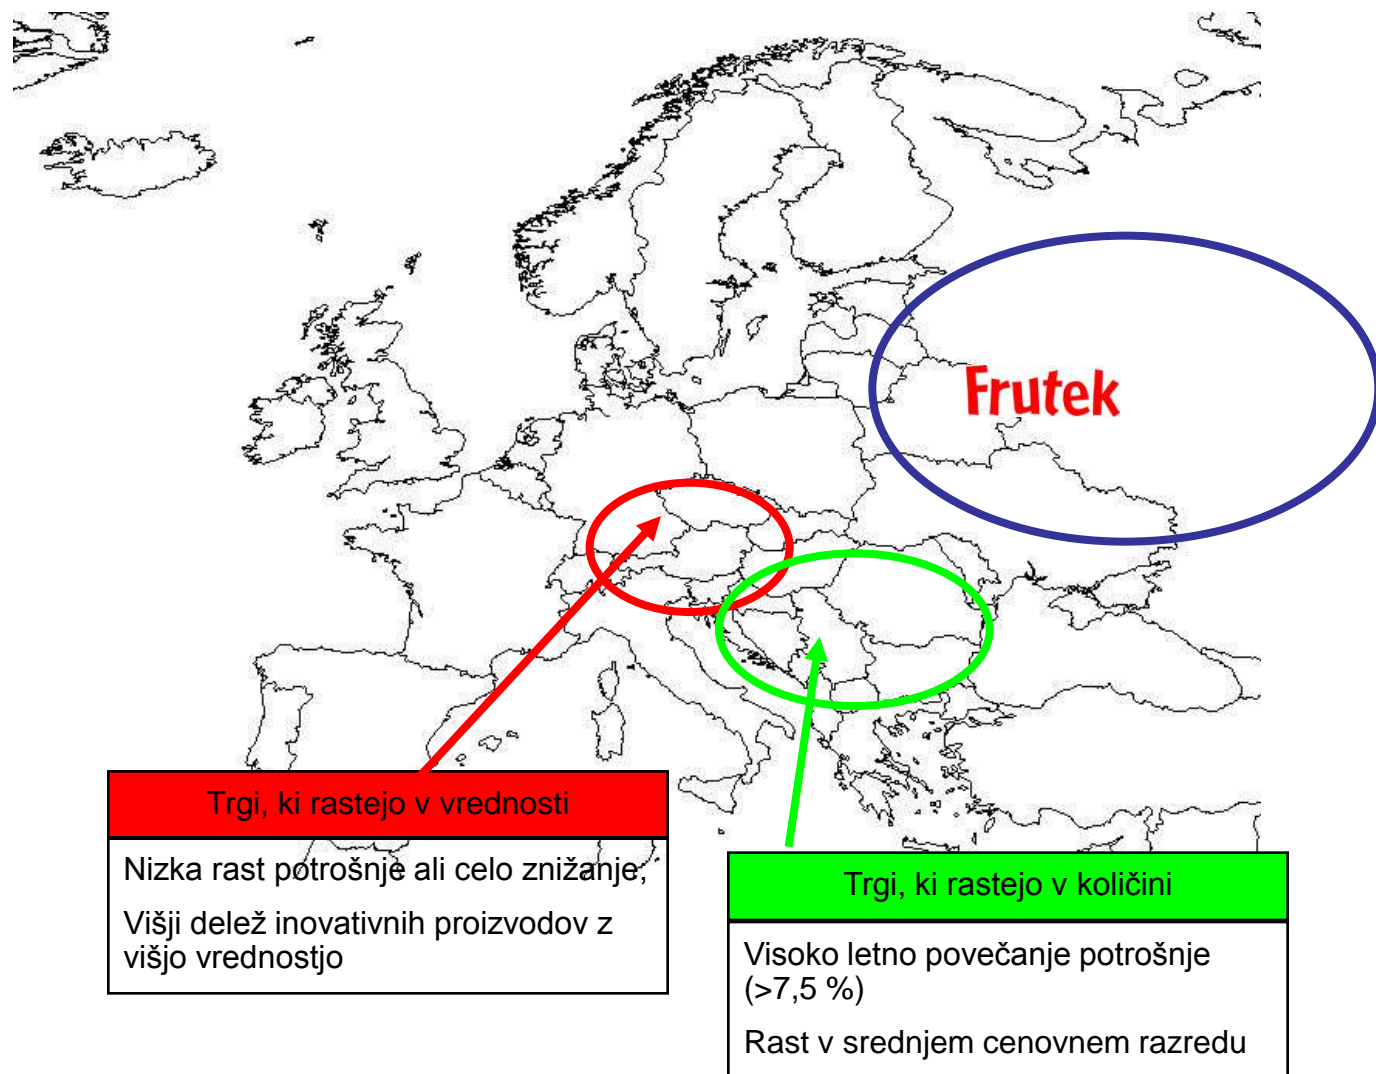 Frutek
Trgi, ki rastejo v vrednosti
Nizka rast potrošnje ali celo znižanje,
Višji delež inovativnih proizvodov z
višjo vrednostjo
Trgi, ki rastejo v količini
Visoko letno povečanje potrošnje
(>7,5 %)
Rast v srednjem cenovnem razredu